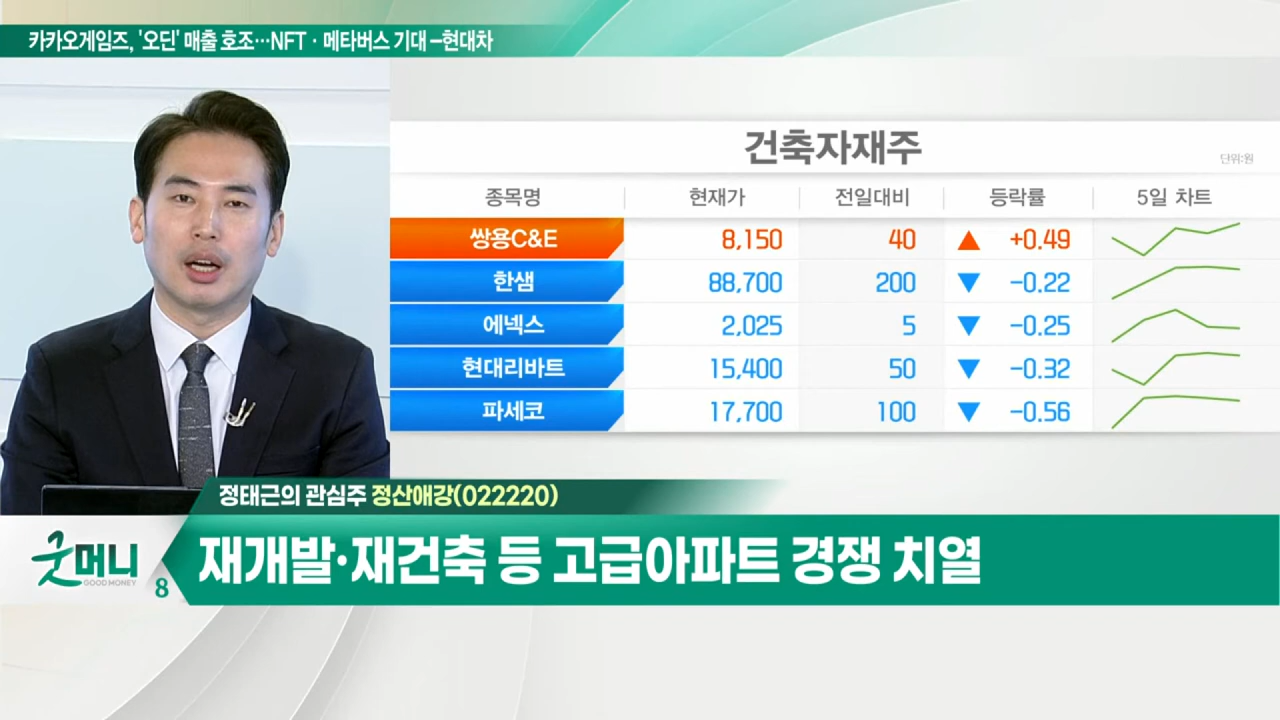 카카오게임즈, '오딘' 매출 호조…NFT · 메타버스 기대 –현대차
건축자재주
단위:원
종목명 현재가 전일대비 등락률 5일 차트
쌍용C&E 8,150 40 ▲ +0.49
한샘 88,700 200 ▼ -0.22
에넥스 2,025 5 ▼ -0.25
현대리바트 15,400 50 ▼ -0.32
파세코 17,700 100 ▼ -0.56
정태근의 관심주 정산애강(022220)
굿머니
GOOD MONEY
8
재개발·재건축 등 고급아파트 경쟁 치열